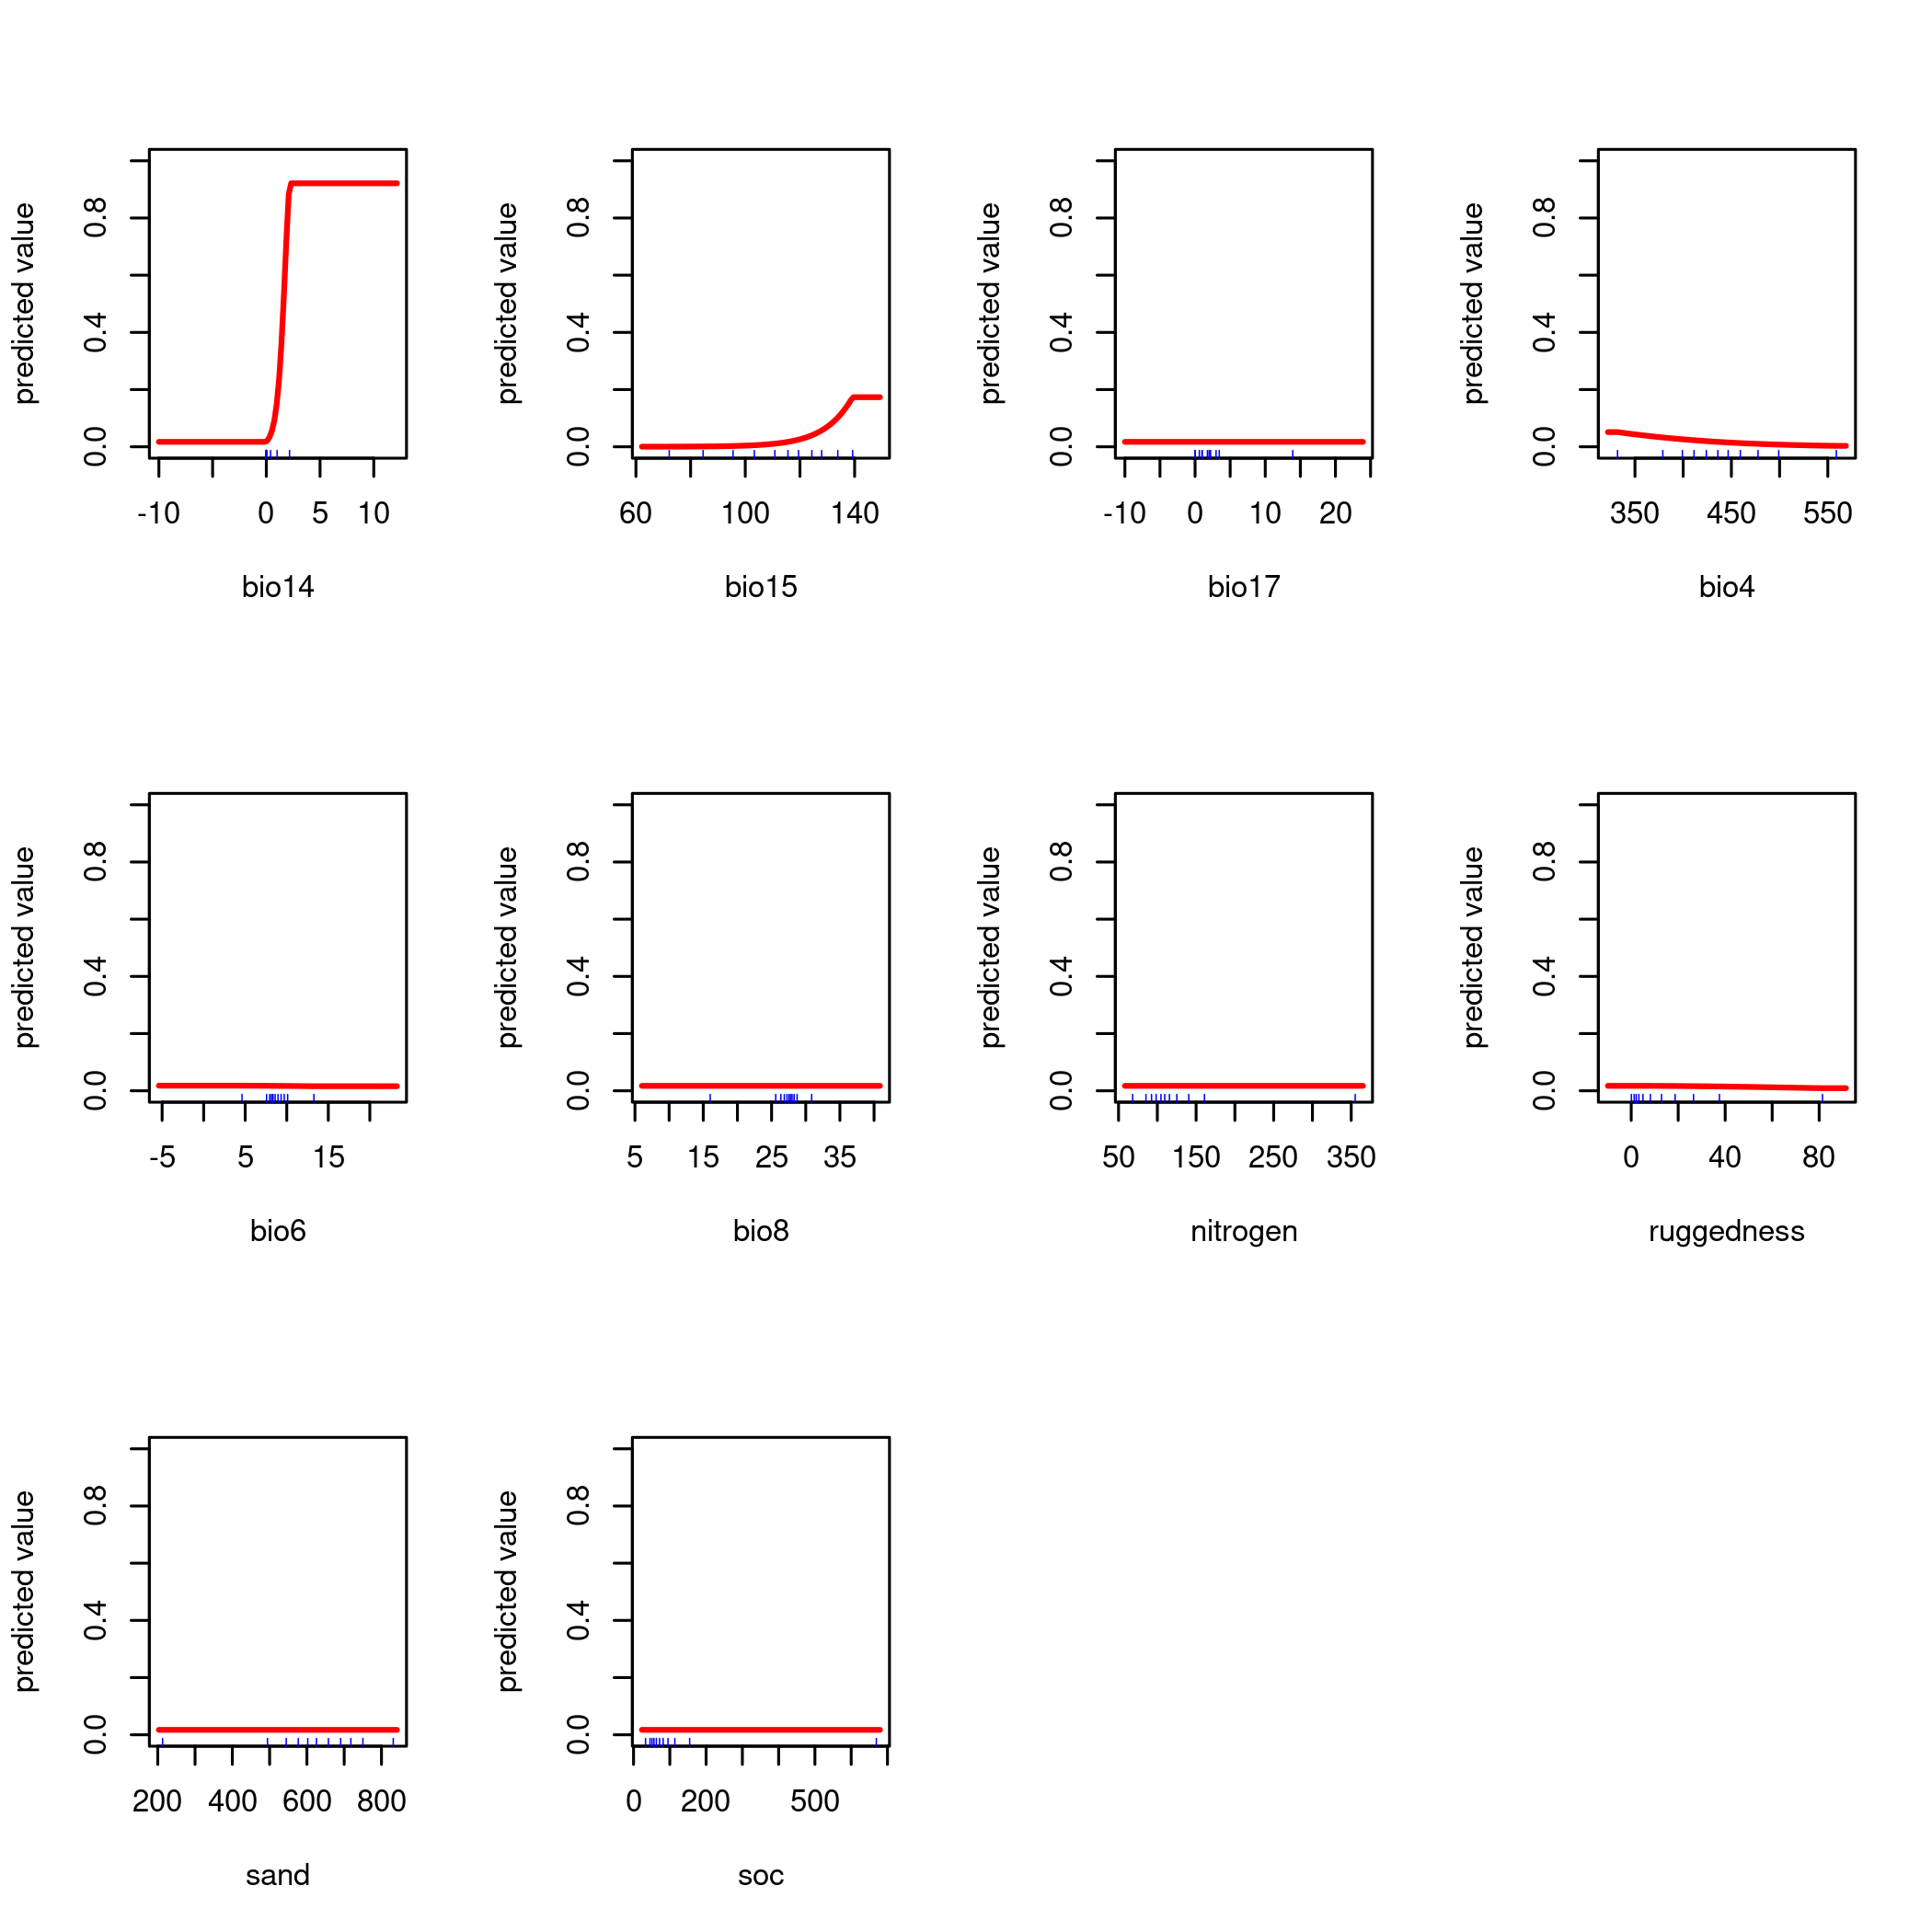 predicted value
0.0 0.4 0.8
-10 0 5 10
bio14
predicted value
0.0 0.4 0.8
60 100 140
bio15
predicted value
0.0 0.4 0.8
-10 0 10 20
bio17
predicted value
0.0 0.4 0.8
350 450 550
bio4
predicted value
0.0 0.4 0.8
-5 5 15
bio6
predicted value
0.0 0.4 0.8
5 15 25 35
bio8
predicted value
0.0 0.4 0.8
50 150 250 350
nitrogen
predicted value
0.0 0.4 0.8
0 40 80
ruggedness
predicted value
0.0 0.4 0.8
200 400 600 800
sand
predicted value
0.0 0.4 0.8
0 200 500
soc